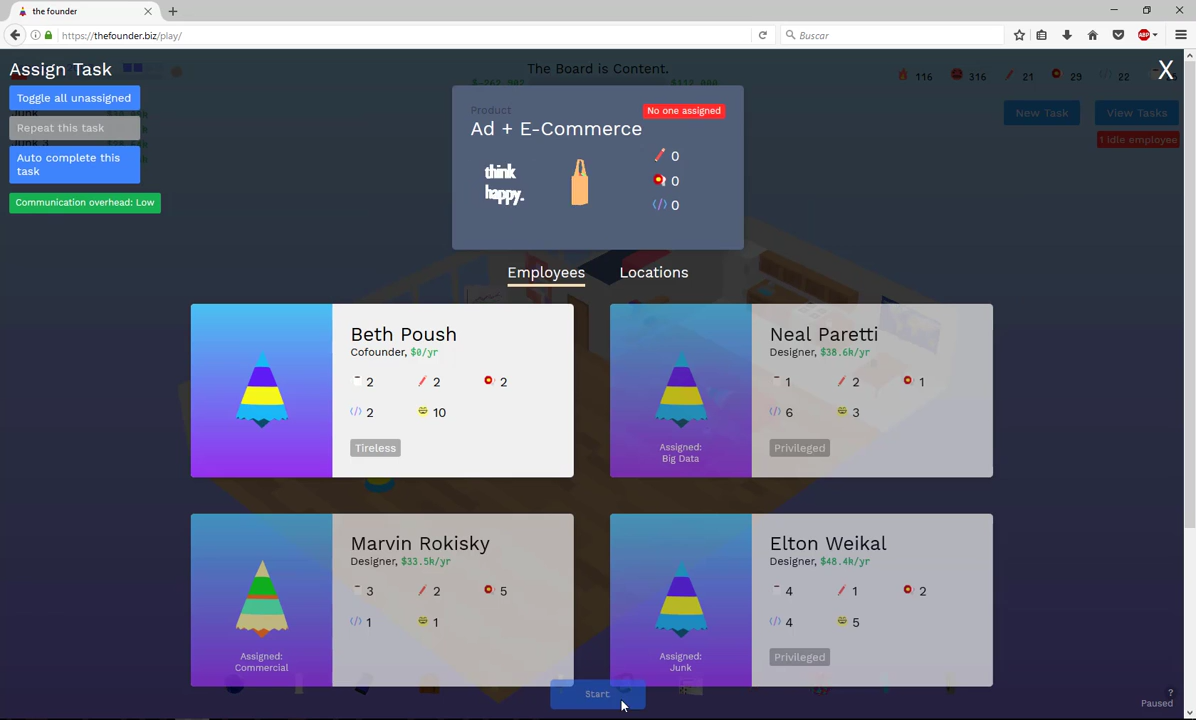 the founder
https://thefounder.biz/play/
Buscar
ABP
Assign Task
The Board is Content.
X
116 316 21 29 22
Toggle all unassigned
Repeat this task
Auto complete this
task
Communication overhead: Low
New Task
View Tasks
1 idle employee
Product
No one assigned
Ad + E-Commerce
think
happy.
0
0
0
Employees
Locations
Beth Poush
Cofounder, $0/yr
2 2 2
2 10
Tireless
Neal Paretti
Designer, $38.6k/yr
1 2 1
6 3
Assigned:
Big Data
Privileged
Marvin Rokisky
Designer, $33.5k/yr
3 2 5
1 1
Assigned:
Commercial
Elton Weikal
Designer, $48.4k/yr
4 1 2
4 5
Assigned:
Junk
Privileged
Start
?
Paused